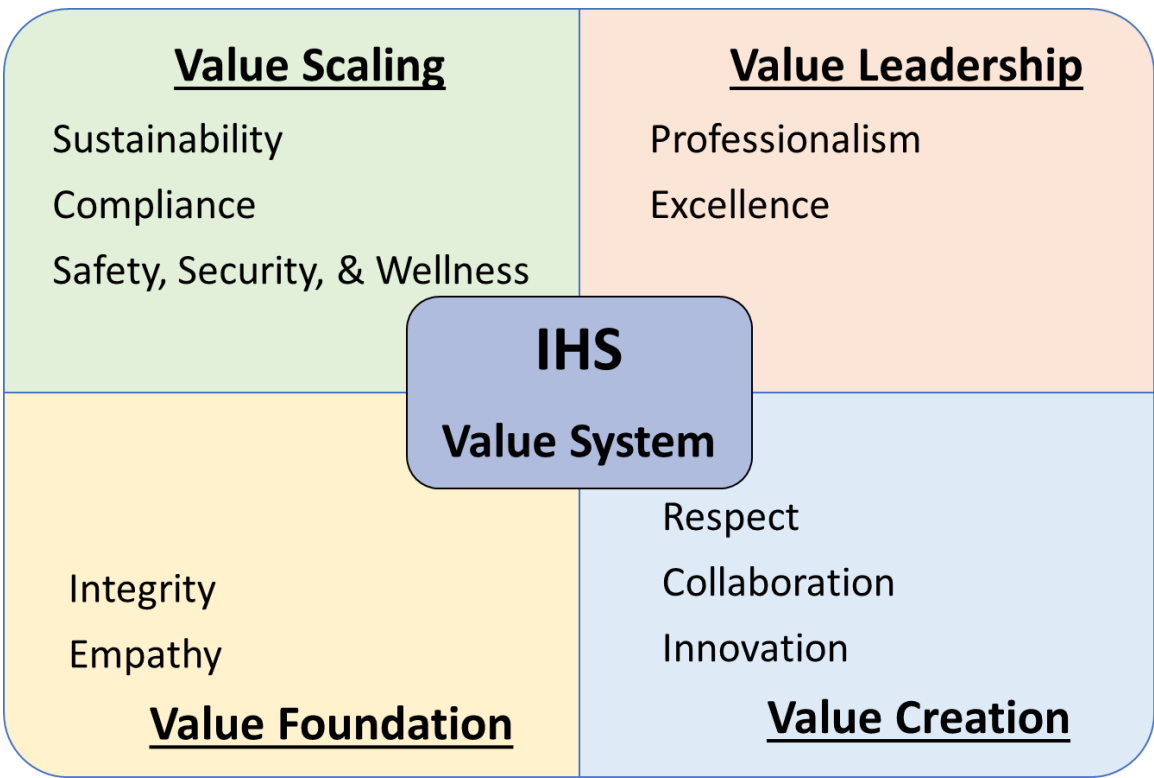 Value Scaling
Sustainability
Compliance
Safety, Security, & Wellness
Value Leadership
Professionalism
Excellence
IHS
Value System
Integrity
Empathy
Value Foundation
Respect
Collaboration
Innovation
Value Creation